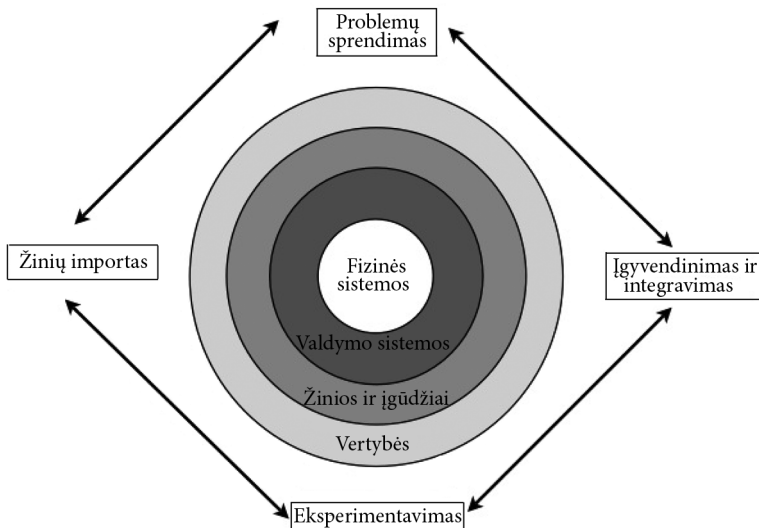 Problemų
sprendimas
Žinių importas
Fizinės
sistemos
Įgyvendinimas ir
integravimas
Valdymo sistemos
Žinios ir įgūdžiai
Vertybės
Eksperimentavimas